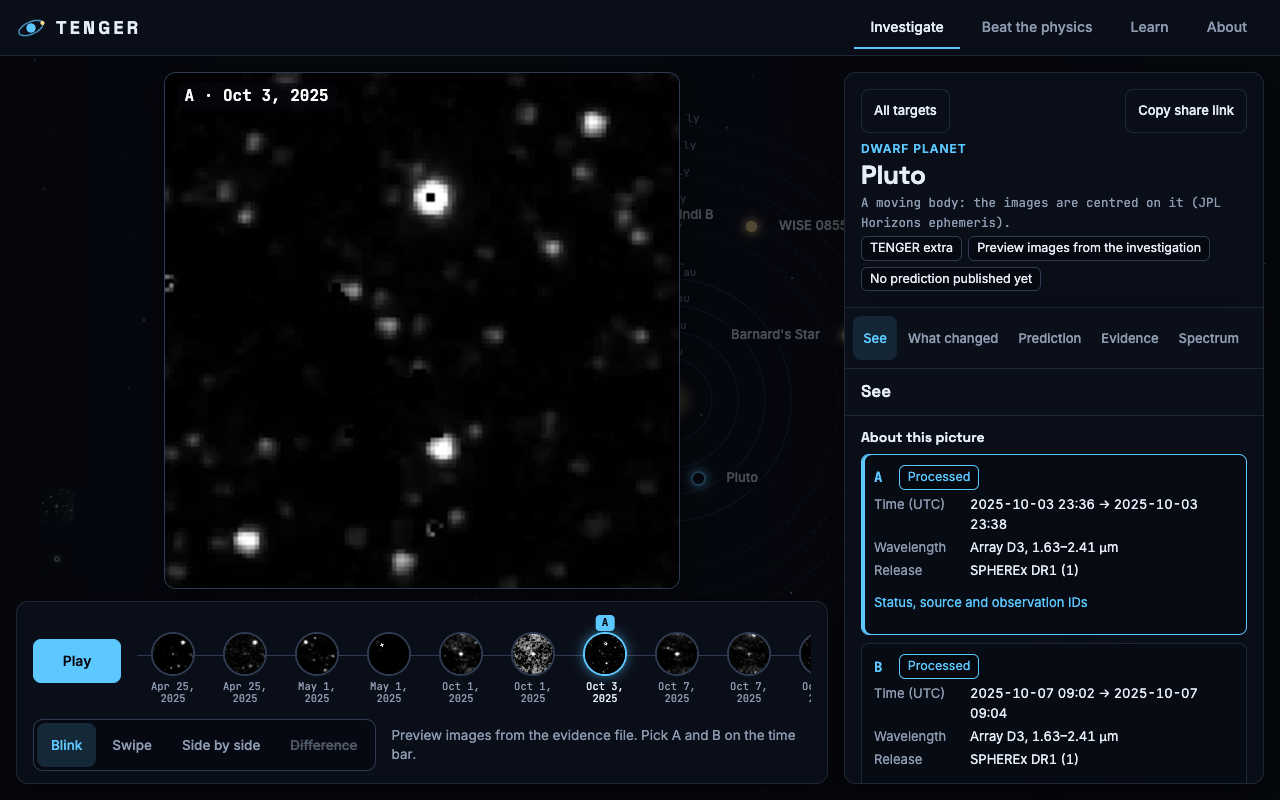 TENGER
Investigate
Beat the physics
Learn
About
A · Oct 3, 2025
ly
ly
Indi B
WISE 0855
au
au
Barnard's Star
Pluto
All targets
Copy share link
DWARF PLANET
Pluto
A moving body: the images are centred on it (JPL
Horizons ephemeris).
TENGER extra
Preview images from the investigation
No prediction published yet
See
What changed
Prediction
Evidence
Spectrum
See
About this picture
A
Processed
Time (UTC)
2025-10-03 23:36 → 2025-10-03
23:38
Wavelength
Array D3, 1.63–2.41 µm
Release
SPHEREx DR1 (1)
Status, source and observation IDs
B
Processed
Time (UTC)
2025-10-07 09:02 → 2025-10-07
09:04
Wavelength
Array D3, 1.63–2.41 µm
Release
SPHEREx DR1 (1)
Play
A
Apr 25,
2025
Apr 25,
2025
May 1,
2025
May 1,
2025
Oct 1,
2025
Oct 1,
2025
Oct 3,
2025
Oct 7,
2025
Oct 7,
2025
Blink
Swipe
Side by side
Difference
Preview images from the evidence file. Pick A and B on the time
bar.